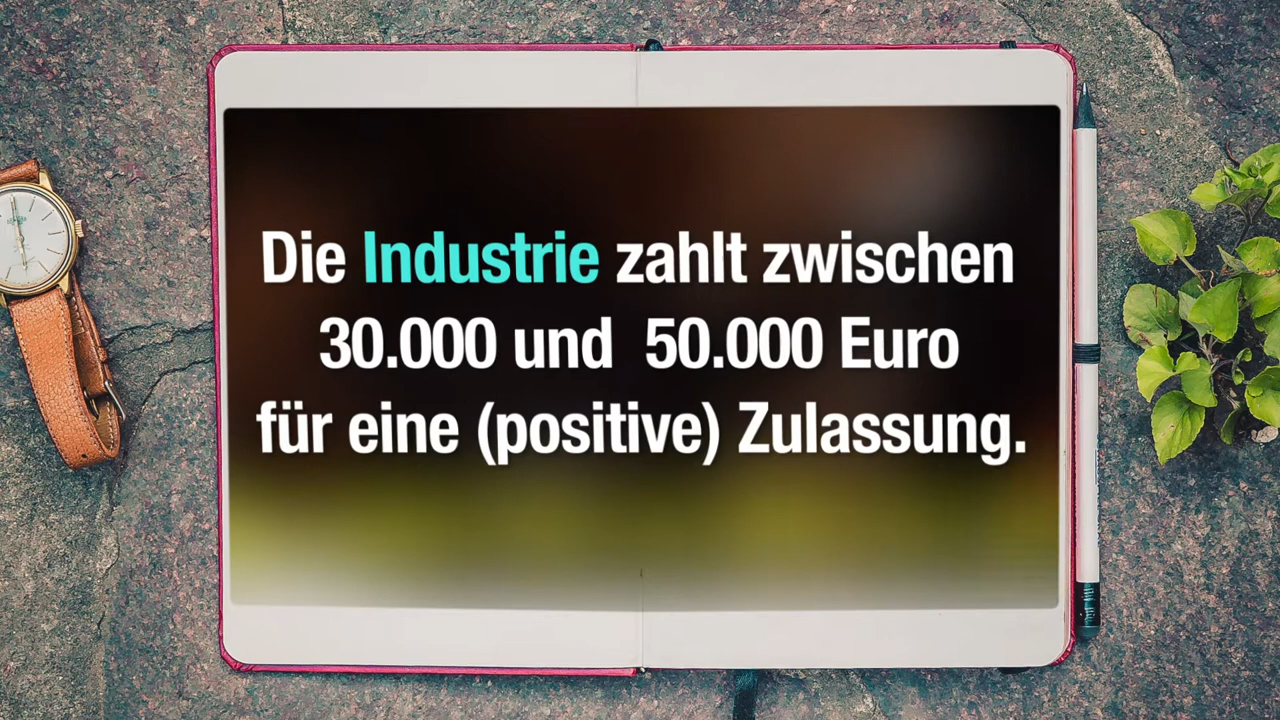 Die Industrie zahlt zwischen
30.000 und 50.000 Euro
für eine (positive) Zulassung.